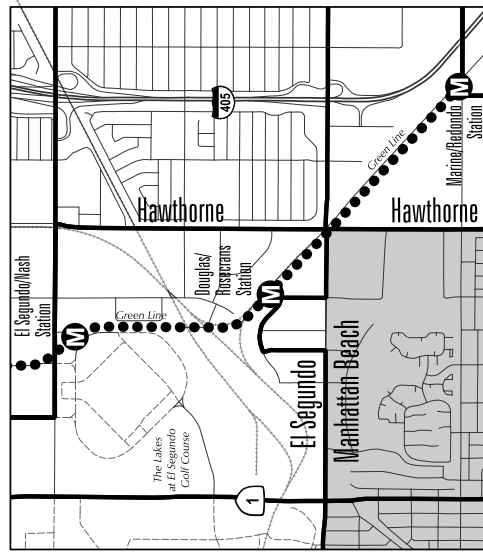 405
Green Line
M
Marine/Redondo
Station
Hawthorne
Hawthorne
El Segundo/Nash
Station
M
Douglas/
Rosecrans
Station
M
Green Line
El Segundo
Manhattan Beach
The Lakes
at El Segundo
Golf Course
1